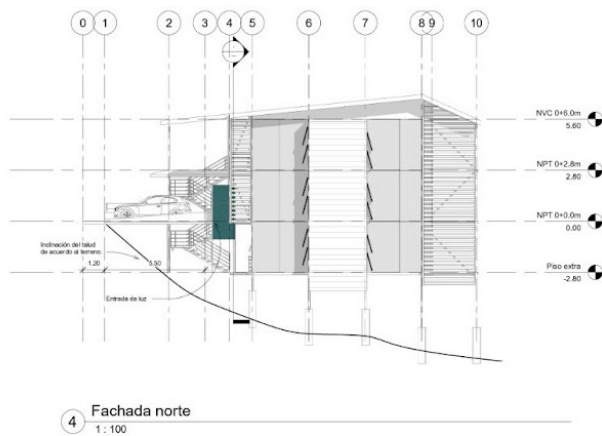 0 1 2 3 4 5 6 7 8 9 10
NVC 0+6.0m
5.60
NPT 0+2.8m
2.80
NPT 0+0.0m
0.00
Piso extra
-2.80
Inclinación del talud
de acuerdo al terreno
1.20 5.50
Entrada de luz
4 Fachada norte
1 : 100